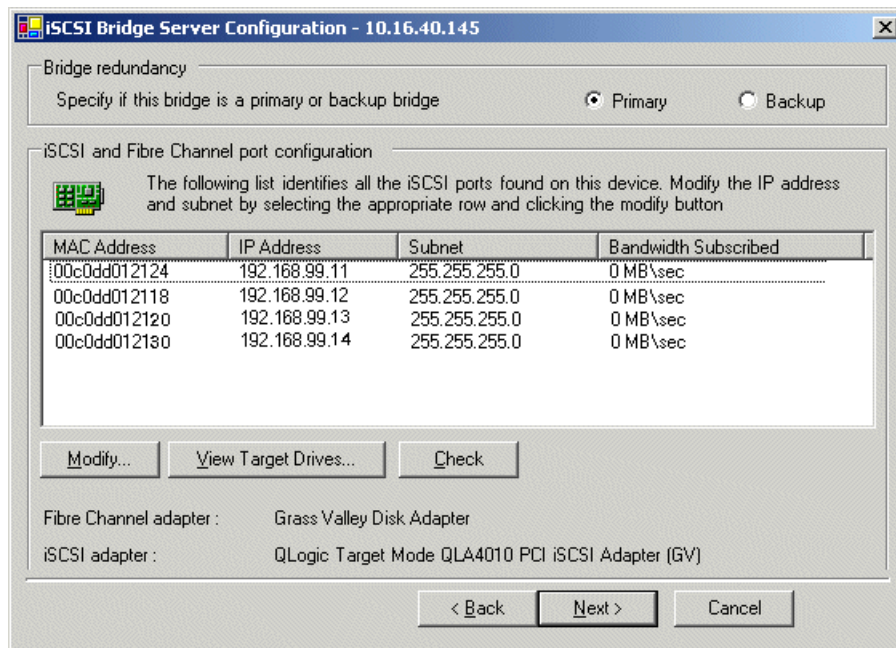 iSCSI Bridge Server Configuration - 10.16.40.145
Bridge redundancy
Specify if this bridge is a primary or backup bridge Primary Backup
iSCSI and Fibre Channel port configuration
The following list identifies all the iSCSI ports found on this device. Modify the IP address
and subnet by selecting the appropriate row and clicking the modify button
MAC Address IP Address Subnet Bandwidth Subscribed
00c0dd012124 192.168.99.11 255.255.255.0 0 MB\sec
00c0dd012118 192.168.99.12 255.255.255.0 0 MB\sec
00c0dd012120 192.168.99.13 255.255.255.0 0 MB\sec
00c0dd012130 192.168.99.14 255.255.255.0 0 MB\sec
Modify... View Target Drives... Check
Fibre Channel adapter : Grass Valley Disk Adapter
iSCSI adapter : QLogic Target Mode QLA4010 PCI iSCSI Adapter (GV)
< Back Next > Cancel